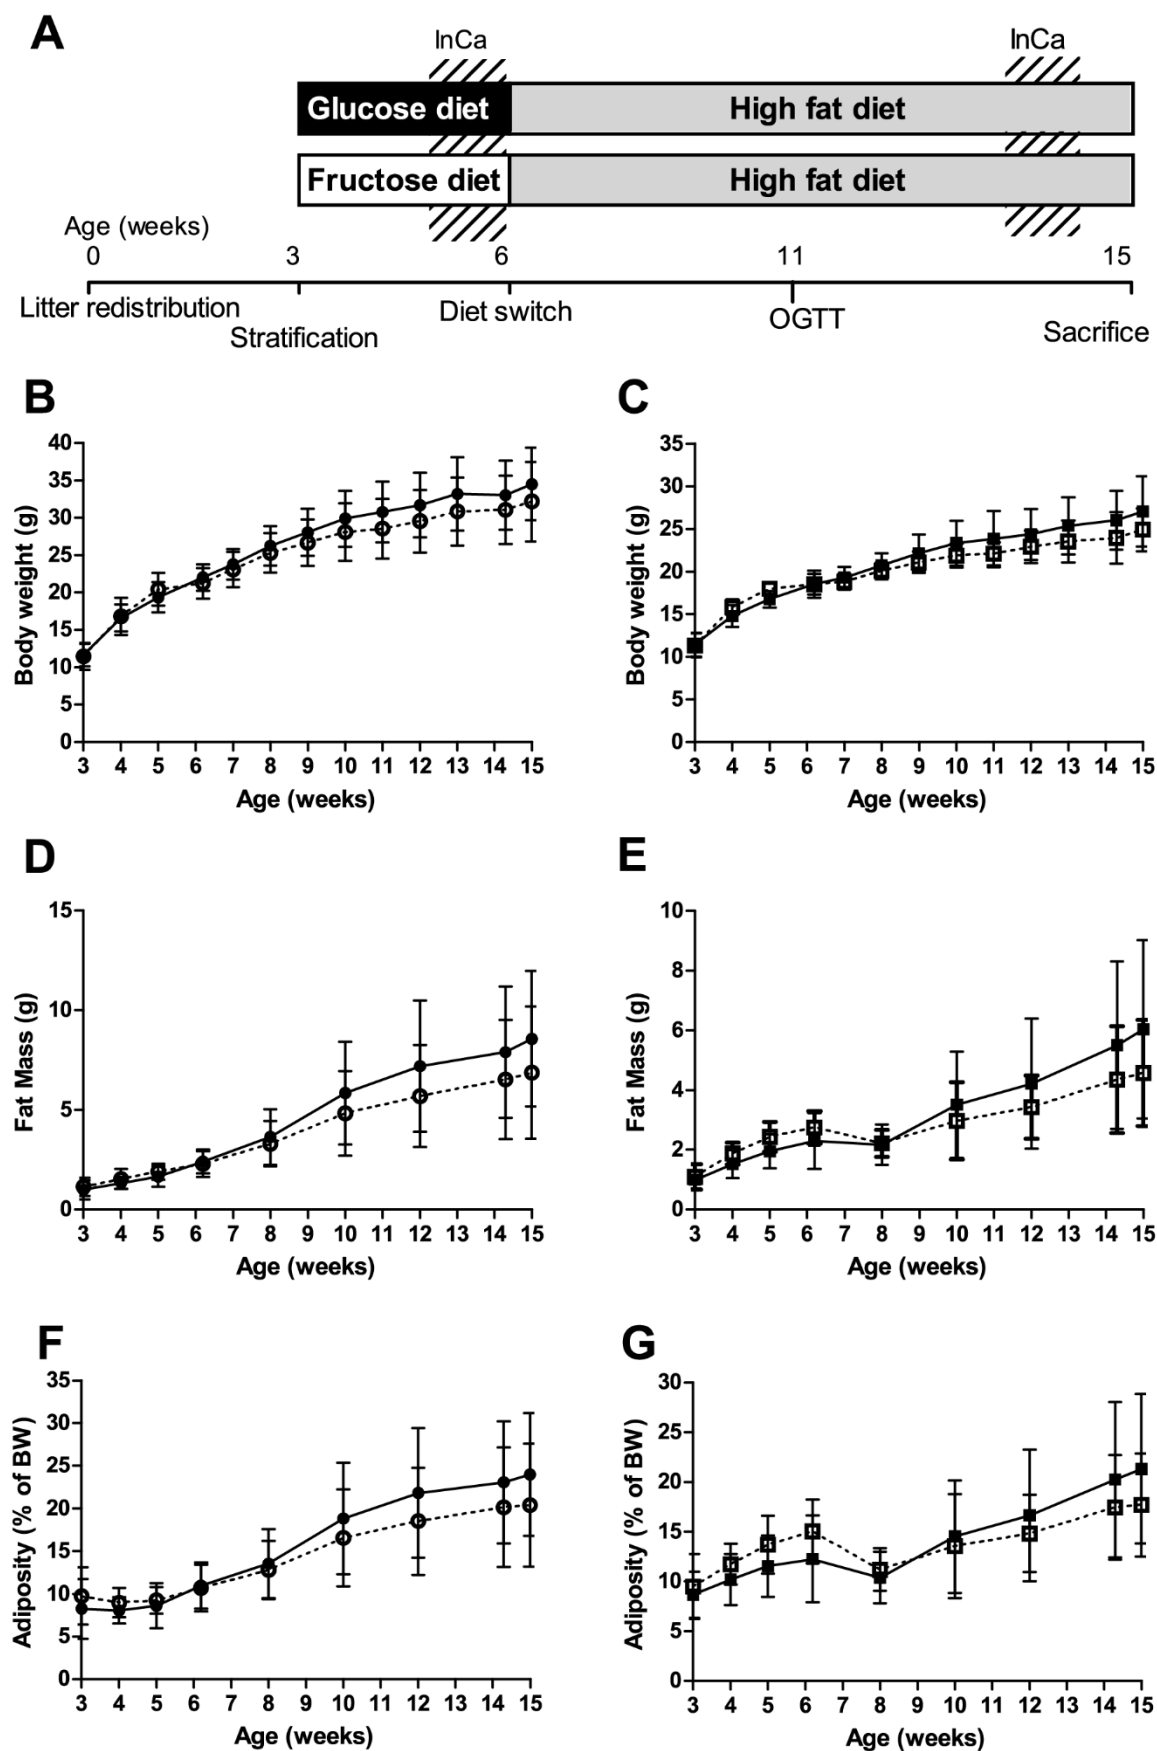 A
InCa InCa
Glucose diet High fat diet
Fructose diet High fat diet
Age (weeks)
0 3 6 11 15
Litter redistribution Diet switch OGTT
Stratification Sacrifice
B
Body weight (g)
40
35
30
25
20
15
10
5
0
3 4 5 6 7 8 9 10 11 12 13 14 15
Age (weeks)
C
Body weight (g)
35
30
25
20
15
10
5
0
3 4 5 6 7 8 9 10 11 12 13 14 15
Age (weeks)
D
Fat Mass (g)
15
10
5
0
3 4 5 6 7 8 9 10 11 12 13 14 15
Age (weeks)
E
Fat Mass (g)
10
8
6
4
2
0
3 4 5 6 7 8 9 10 11 12 13 14 15
Age (weeks)
F
Adiposity (% of BW)
35
30
25
20
15
10
5
0
3 4 5 6 7 8 9 10 11 12 13 14 15
Age (weeks)
G
Adiposity (% of BW)
30
25
20
15
10
5
0
3 4 5 6 7 8 9 10 11 12 13 14 15
Age (weeks)